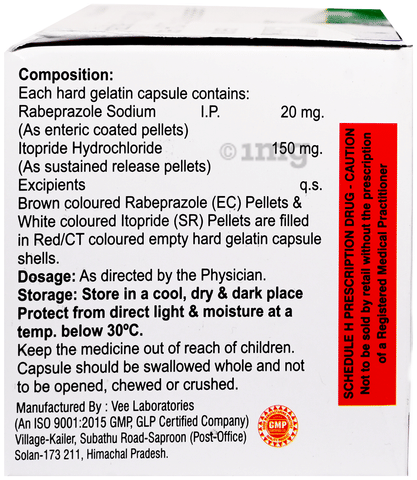 Composition:
Each hard gelatin capsule contains:
Rabeprazole Sodium I.P. 20 mg.
(As enteric coated pellets)
Itopride Hydrochloride 150 mg.
(As sustained release pellets)
Excipients q.s.
Brown coloured Rabeprazole (EC) Pellets &
White coloured Itopride (SR) Pellets are filled
in Red/CT coloured empty hard gelatin capsule
shells.
Dosage: As directed by the Physician.
Storage: Store in a cool, dry & dark place
Protect from direct light & moisture at a
temp. below 30ºC.
Keep the medicine out of reach of children.
Capsule should be swallowed whole and not
to be opened, chewed or crushed.
Manufactured By : Vee Laboratories
(An ISO 9001:2015 GMP, GLP Certified Company)
Village-Kailer, Subathu Road-Saproon (Post-Office)
Solan-173 211, Himachal Pradesh.
GMP
SCHEDULE H PRESCRIPTION DRUG - CAUTION
Not to be sold by retail without the prescription
of a Registered Medical Practitioner
© 1mg